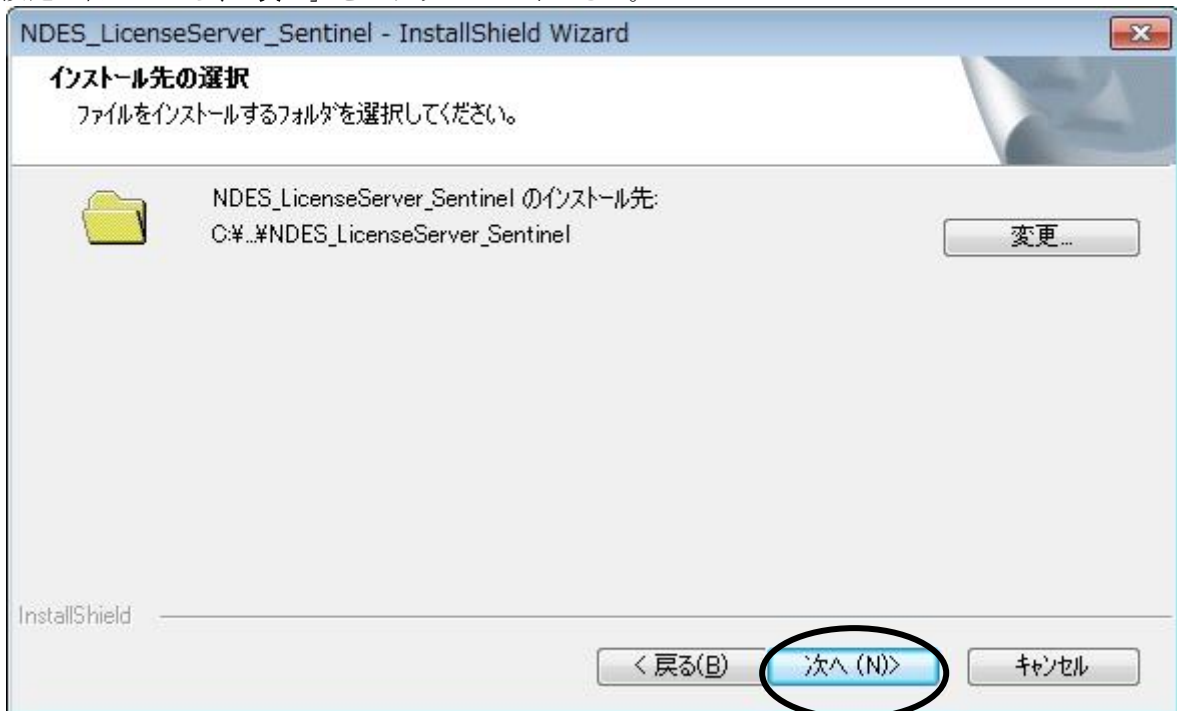 NDES_LicenseServer_Sentinel - InstallShield Wizard
インストール先の選択
ファイルをインストールするフォルダを選択してください。
NDES_LicenseServer_Sentinel のインストール先:
C:¥...¥NDES_LicenseServer_Sentinel
変更...
InstallShield
< 戻る(B)
次へ (N)>
キャンセル